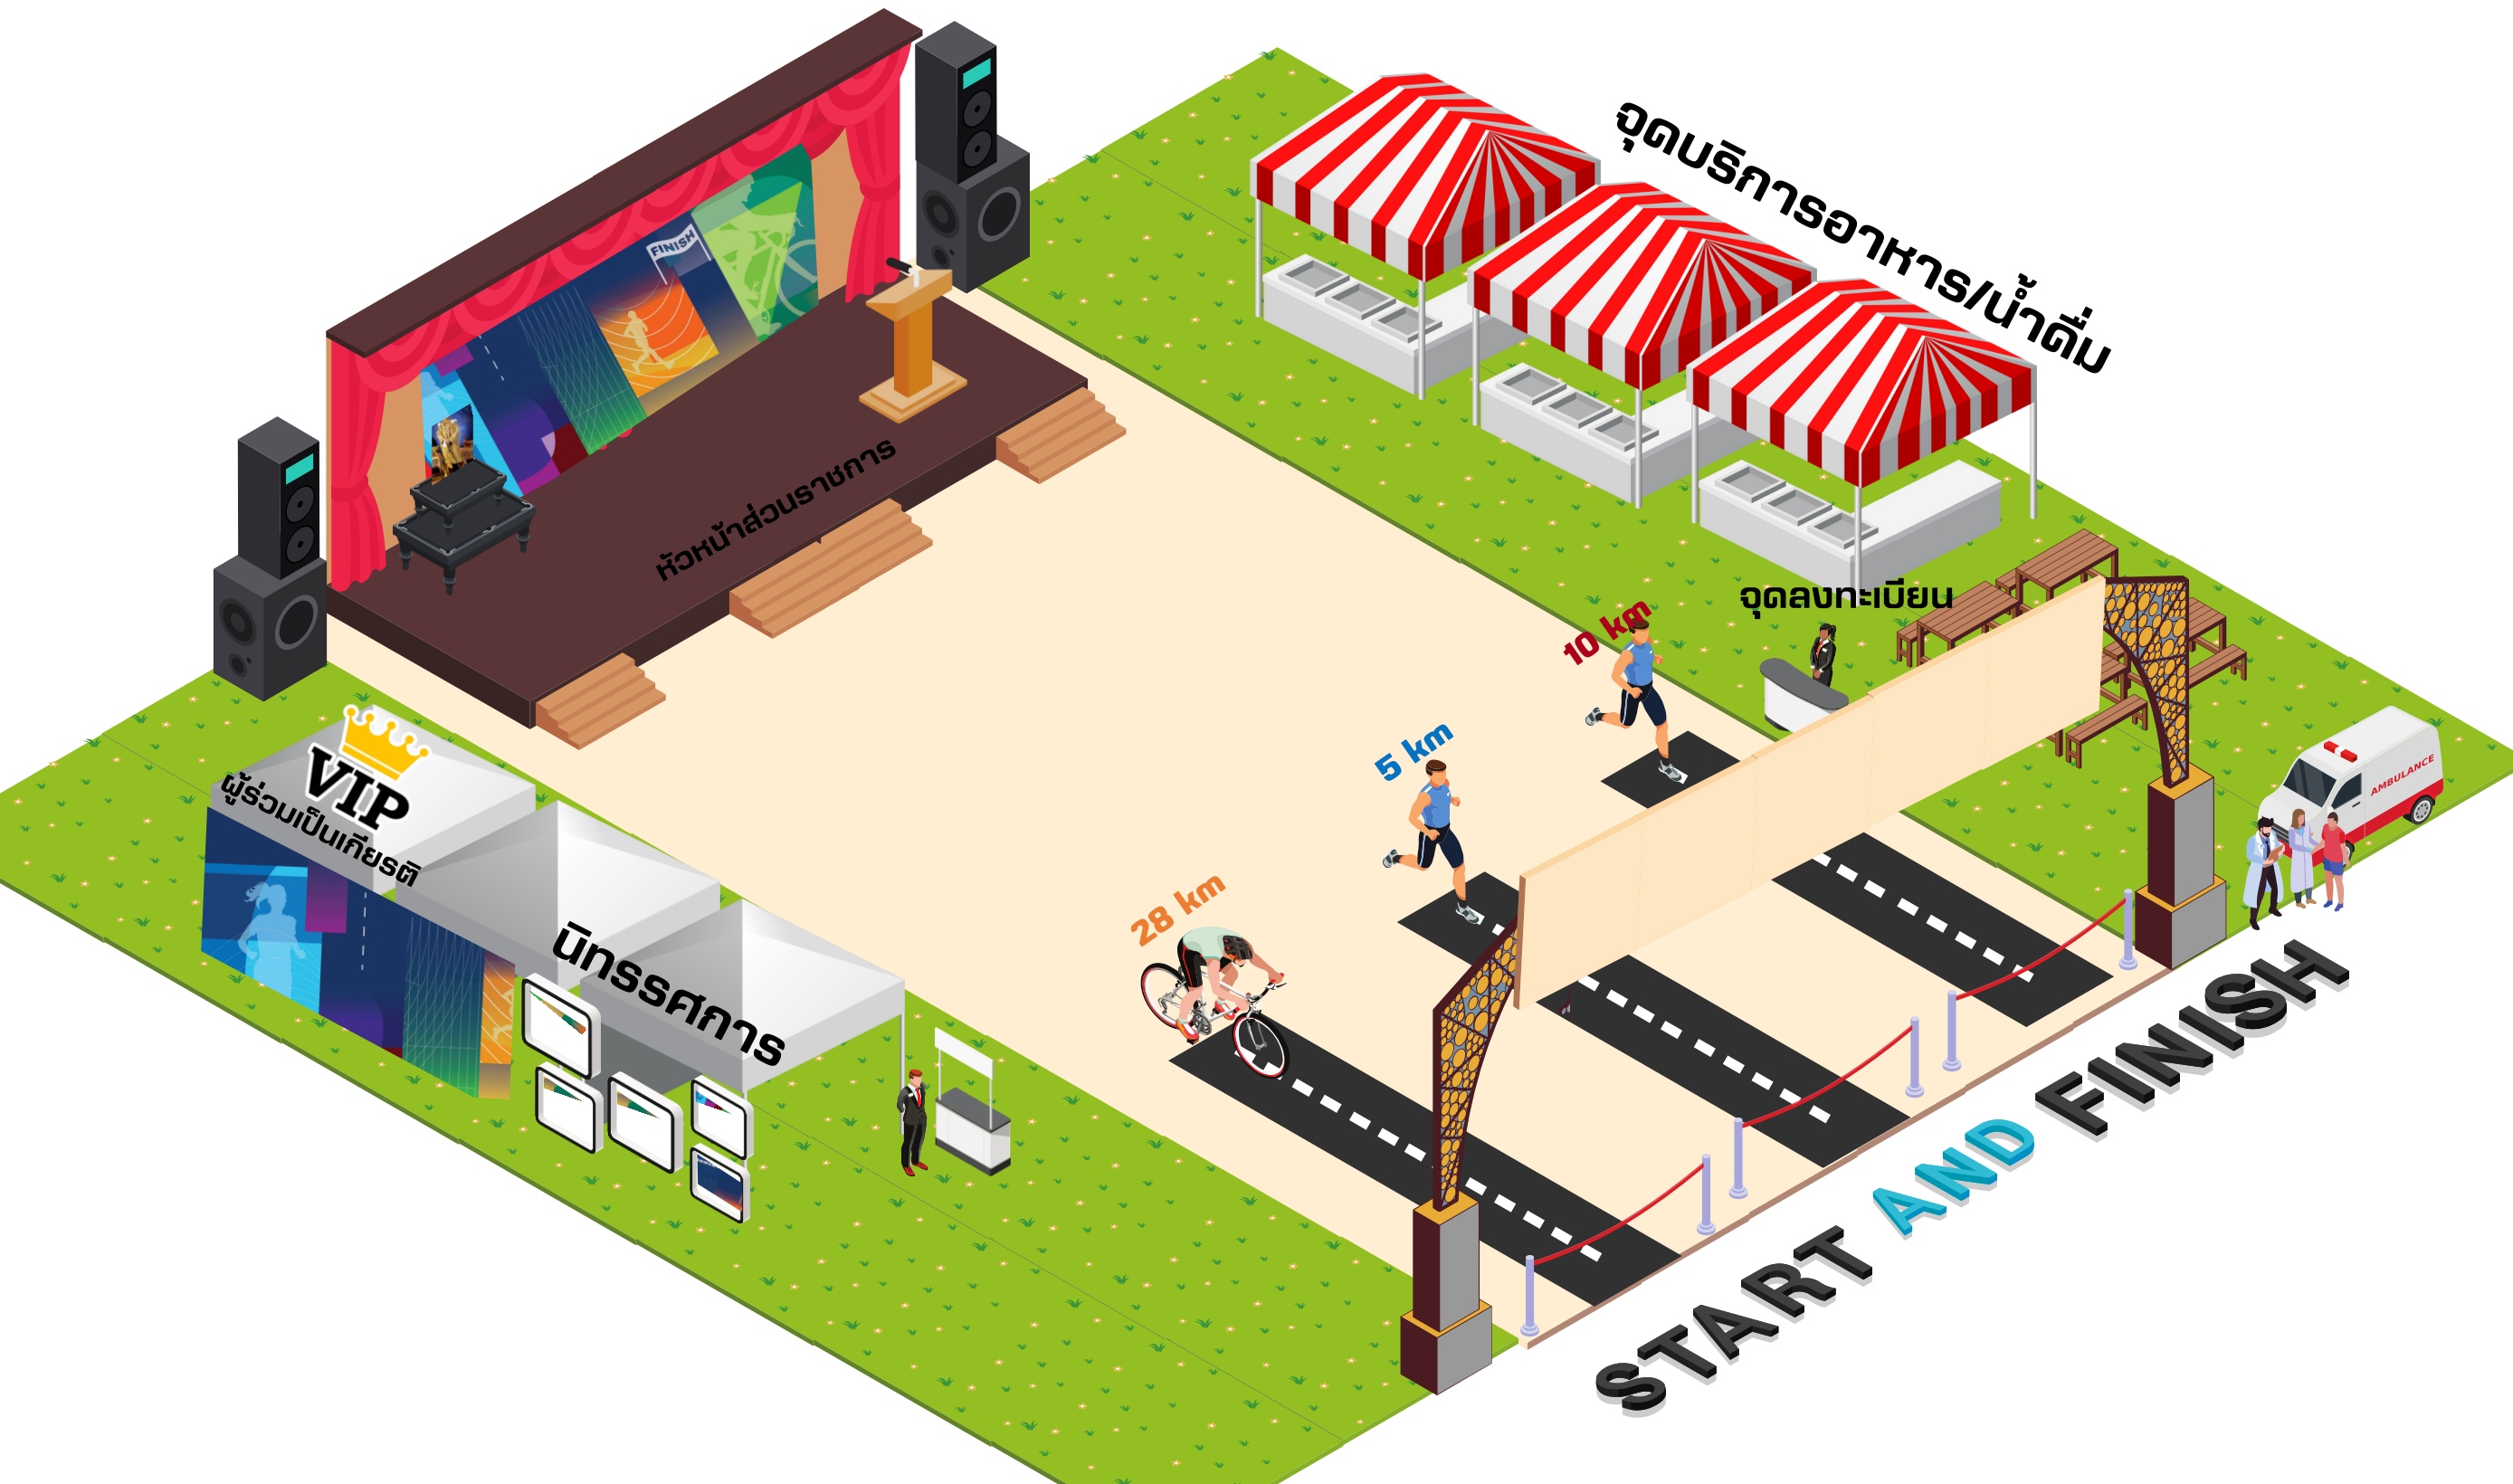 FINISH
จุดบริการอาหาร/น้ำดื่ม
หัวหน้าส่วนราชการ
จุดลงทะเบียน
10 km
5 km
28 km
VIP
ผู้ร่วมเป็นเกียรติ
นิทรรศการ
AMBULANCE
START AND FINISH